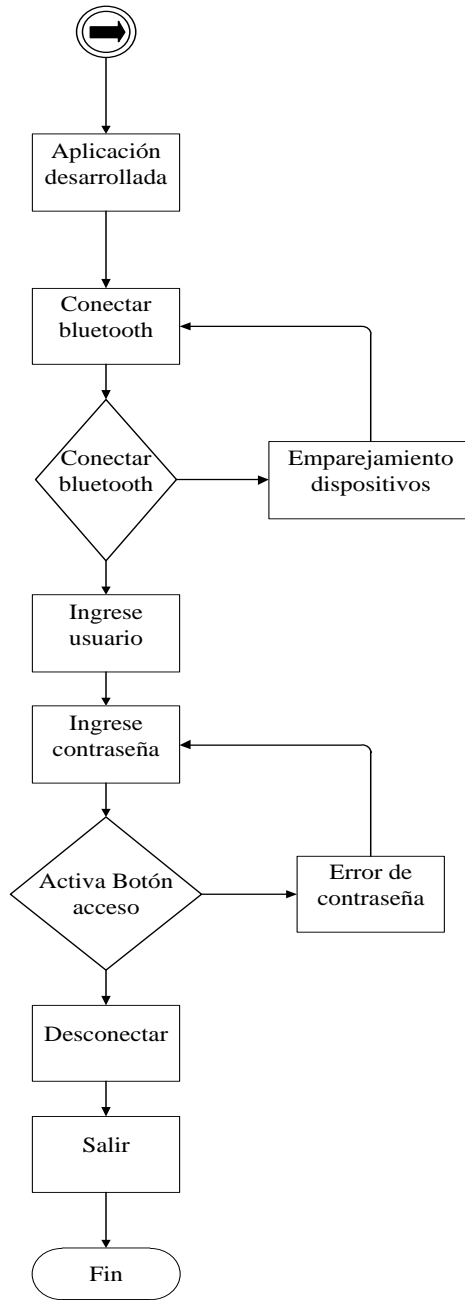 Aplicación
desarrollada
Conectar
bluetooth
Conectar
bluetooth
Emparejamiento
dispositivos
Ingrese
usuario
Ingrese
contraseña
Activa Botón
acceso
Error de
contraseña
Desconectar
Salir
Fin